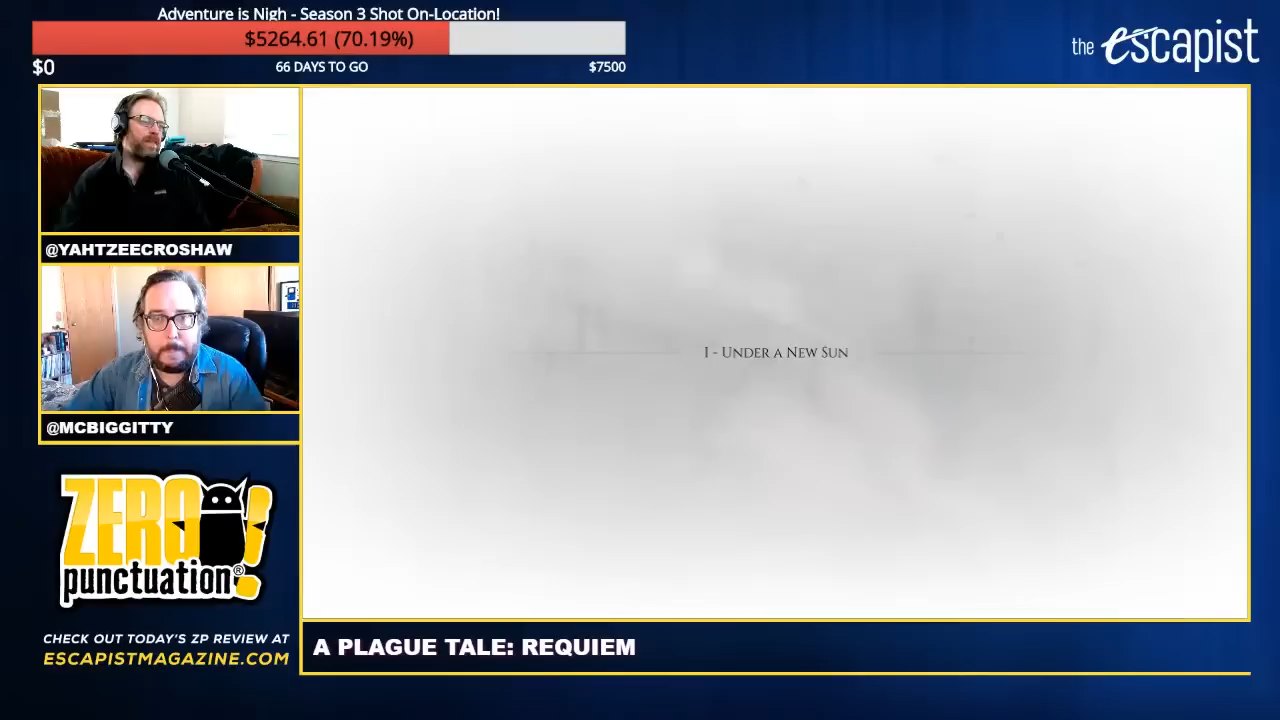 Adventure is Nigh - Season 3 Shot On-Location!
$5264.61 (70.19%)
$0
66 DAYS TO GO
$7500
the escapist
@YAHTZEECROSHAW
I - UNDER A NEW SUN
@MCBIGGITTY
ZERO
punctuation®!
CHECK OUT TODAY'S ZP REVIEW AT
ESCAPISTMAGAZINE.COM
A PLAGUE TALE: REQUIEM